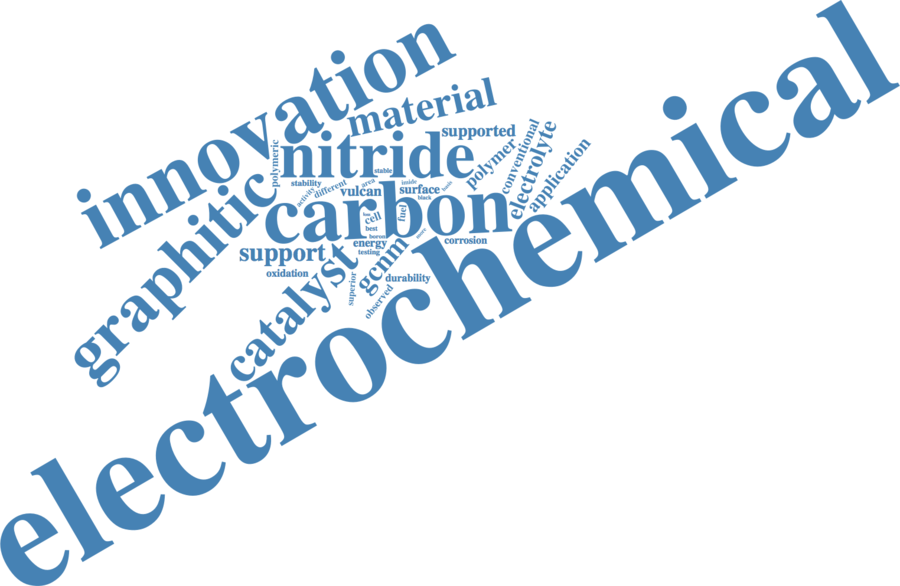 innovation
material
nitride
supported
polymer
conventional
electrolyte
application
polymeric
stable
stability
different
activity
area
vulcan
inside
surface
black
graphitic
carbon
cell
fuel
best
boron
energy
testing
more
corrosion
support
gcnm
oxidation
catalyst
superior
durability
observed
electrochemical